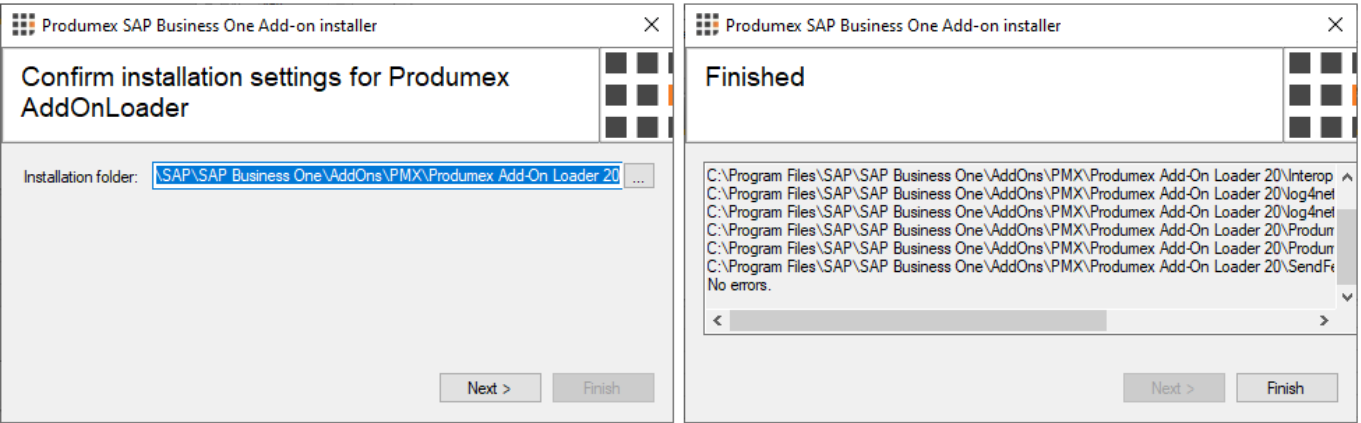 Produmex SAP Business One Add-on installer
Confirm installation settings for Produmex
AddOnLoader
Installation folder: \SAP\SAP Business One\AddOns\PMX\Produmex Add-On Loader 20 ...
Next > Finish
Produmex SAP Business One Add-on installer
Finished
C:\Program Files\SAP\SAP Business One\AddOns\PMX\Produmex Add-On Loader 20\Interop
C:\Program Files\SAP\SAP Business One\AddOns\PMX\Produmex Add-On Loader 20\log4net
C:\Program Files\SAP\SAP Business One\AddOns\PMX\Produmex Add-On Loader 20\log4net
C:\Program Files\SAP\SAP Business One\AddOns\PMX\Produmex Add-On Loader 20\Produm
C:\Program Files\SAP\SAP Business One\AddOns\PMX\Produmex Add-On Loader 20\Produm
C:\Program Files\SAP\SAP Business One\AddOns\PMX\Produmex Add-On Loader 20\SendFe
No errors.
Next > Finish